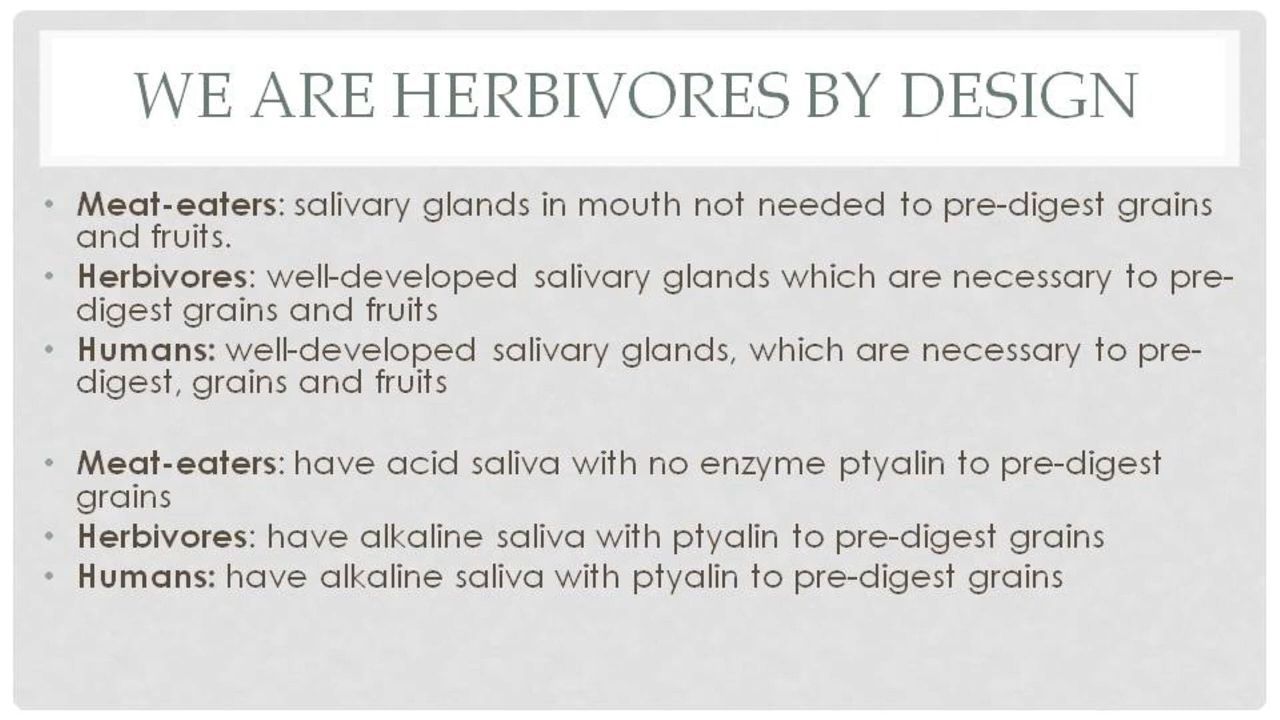 WE ARE HERBIVORES BY DESIGN
• Meat-eaters: salivary glands in mouth not needed to pre-digest grains
and fruits.
• Herbivores: well-developed salivary glands which are necessary to pre-
digest grains and fruits
• Humans: well-developed salivary glands, which are necessary to pre-
digest, grains and fruits
• Meat-eaters: have acid saliva with no enzyme ptyalin to pre-digest
grains
• Herbivores: have alkaline saliva with ptyalin to pre-digest grains
• Humans: have alkaline saliva with ptyalin to pre-digest grains